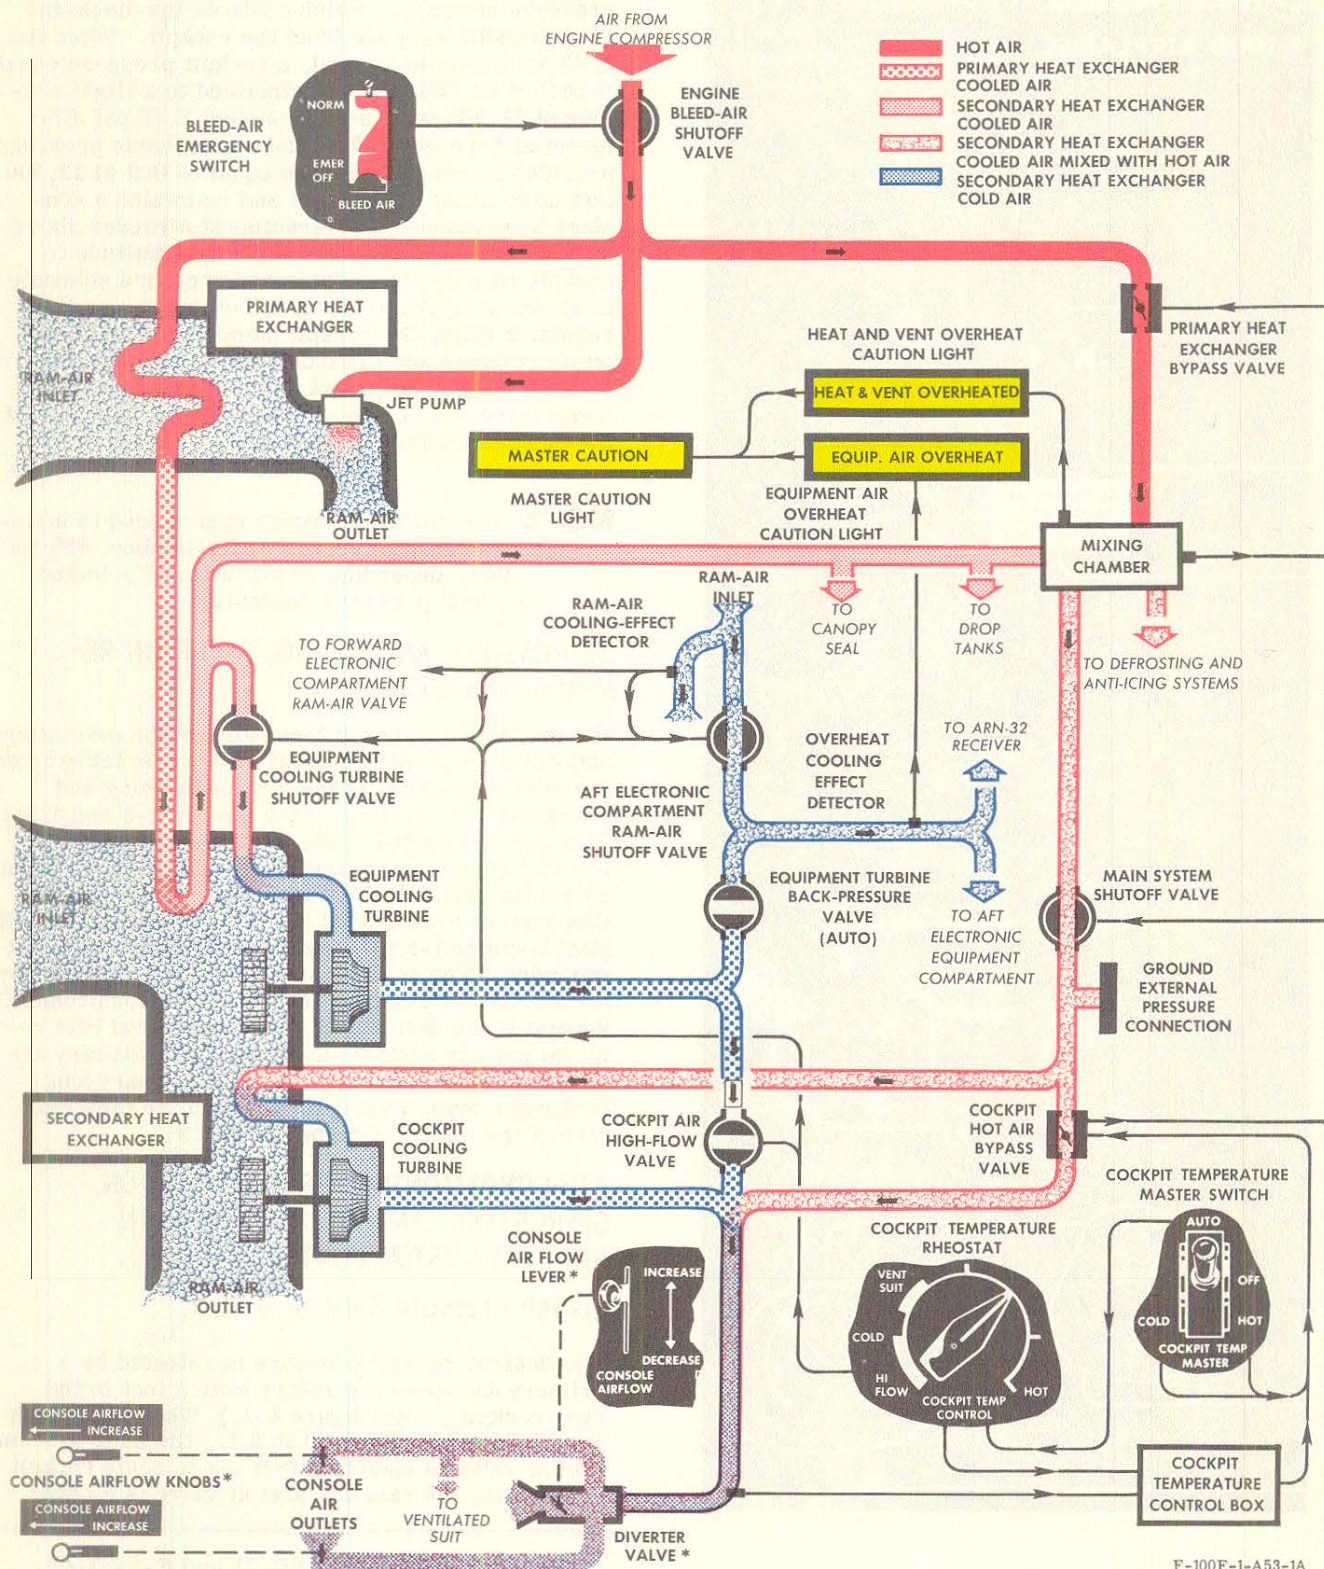 AIR FROM
ENGINE COMPRESSOR
HOT AIR
PRIMARY HEAT EXCHANGER
COOLED AIR
SECONDARY HEAT EXCHANGER
COOLED AIR
SECONDARY HEAT EXCHANGER
COOLED AIR MIXED WITH HOT AIR
SECONDARY HEAT EXCHANGER
COLD AIR
BLEED-AIR
EMERGENCY
SWITCH
NORM
EMER
OFF
BLEED AIR
ENGINE
BLEED-AIR
SHUTOFF
VALVE
PRIMARY HEAT
EXCHANGER
RAM-AIR
INLET
JET PUMP
RAM-AIR
OUTLET
HEAT AND VENT OVERHEAT
CAUTION LIGHT
HEAT & VENT OVERHEATED
PRIMARY HEAT
EXCHANGER
BYPASS VALVE
MASTER CAUTION
EQUIP. AIR OVERHEAT
MASTER CAUTION
LIGHT
EQUIPMENT AIR
OVERHEAT
CAUTION LIGHT
MIXING
CHAMBER
RAM-AIR
COOLING-EFFECT
DETECTOR
RAM-AIR
INLET
TO
CANOPY
SEAL
TO
DROP
TANKS
TO DEFROSTING AND
ANTI-ICING SYSTEMS
TO FORWARD
ELECTRONIC
COMPARTMENT
RAM-AIR VALVE
EQUIPMENT
COOLING TURBINE
SHUTOFF VALVE
AFT ELECTRONIC
COMPARTMENT
RAM-AIR
SHUTOFF VALVE
OVERHEAT
COOLING
EFFECT
DETECTOR
TO ARN-32
RECEIVER
RAM-AIR
INLET
EQUIPMENT
COOLING
TURBINE
EQUIPMENT TURBINE
BACK-PRESSURE
VALVE
(AUTO)
TO AFT
ELECTRONIC
EQUIPMENT
COMPARTMENT
MAIN SYSTEM
SHUTOFF VALVE
GROUND
EXTERNAL
PRESSURE
CONNECTION
SECONDARY HEAT
EXCHANGER
COCKPIT
COOLING
TURBINE
COCKPIT AIR
HIGH-FLOW
VALVE
COCKPIT
HOT AIR
BYPASS
VALVE
RAM-AIR
OUTLET
CONSOLE
AIR FLOW
LEVER *
INCREASE
DECREASE
CONSOLE
AIRFLOW
COCKPIT TEMPERATURE
RHEOSTAT
VENT
SUIT
COLD
HI
FLOW
COCKPIT TEMP
CONTROL
HOT
COCKPIT TEMPERATURE
MASTER SWITCH
AUTO
OFF
COLD
HOT
COCKPIT TEMP
MASTER
CONSOLE AIRFLOW
INCREASE
CONSOLE AIRFLOW KNOBS *
CONSOLE AIRFLOW
INCREASE
CONSOLE
AIR
OUTLETS
TO
VENTILATED
SUIT
DIVERTER
VALVE *
COCKPIT
TEMPERATURE
CONTROL BOX
F-100F-1-A53-1A